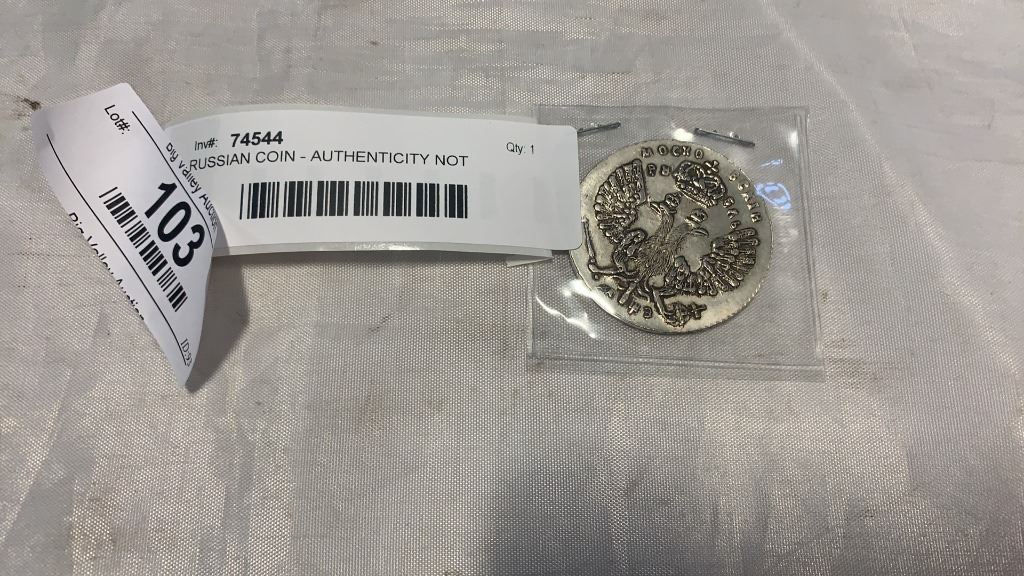 Lot#:
103
Big Valley Auction
Inv#: 74544
Qty: 1
RUSSIAN COIN - AUTHENTICITY NOT